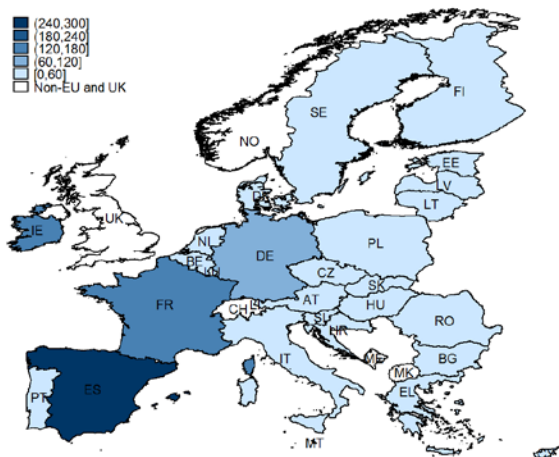 (240,300]
(180,240]
(120,180]
(60,120]
[0,60]
Non-EU and UK
FI
SE
NO
EE
LV
LT
IE
UK
NL
PL
BE
DE
CZ
SK
FR
CH
AT
HU
RO
HR
IT
ME
BG
MK
PT
ES
EL
MT